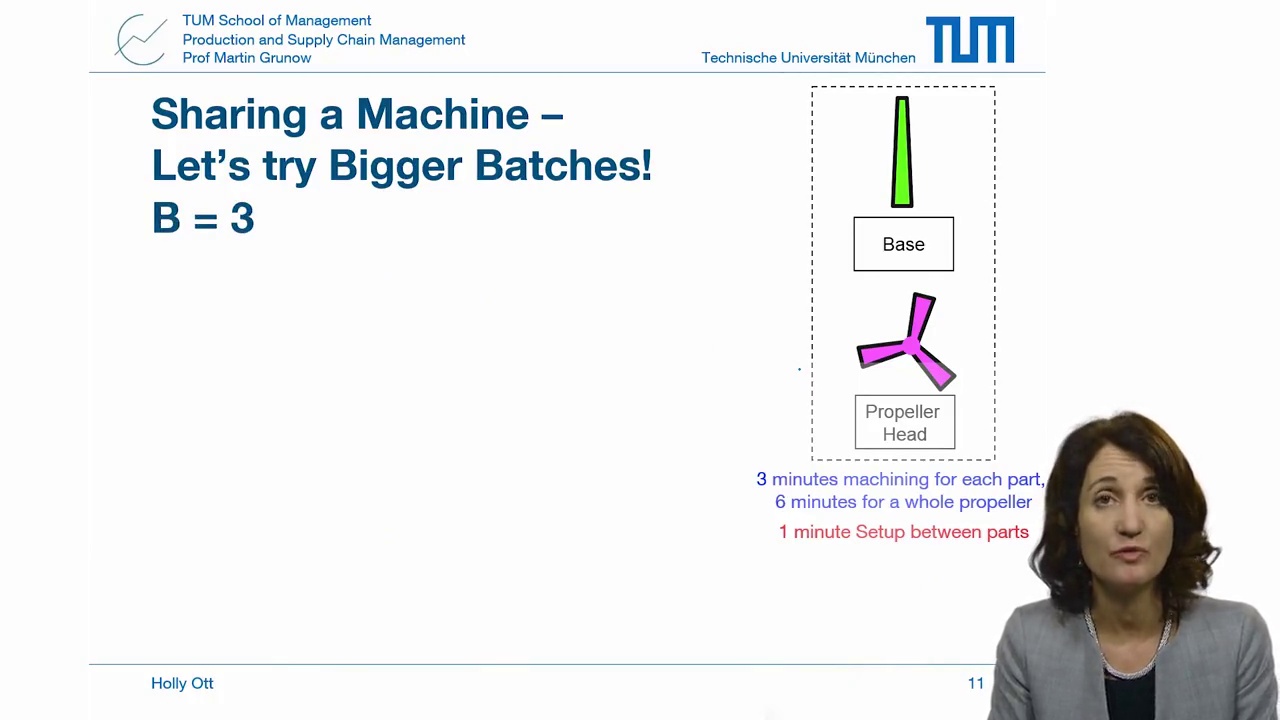 TUM School of Management
Production and Supply Chain Management
Prof Martin Grunow
Technische Universität München
TUM
Sharing a Machine –
Let's try Bigger Batches!
B = 3
Base
Propeller
Head
3 minutes machining for each part,
6 minutes for a whole propeller
1 minute Setup between parts
Holly Ott
11